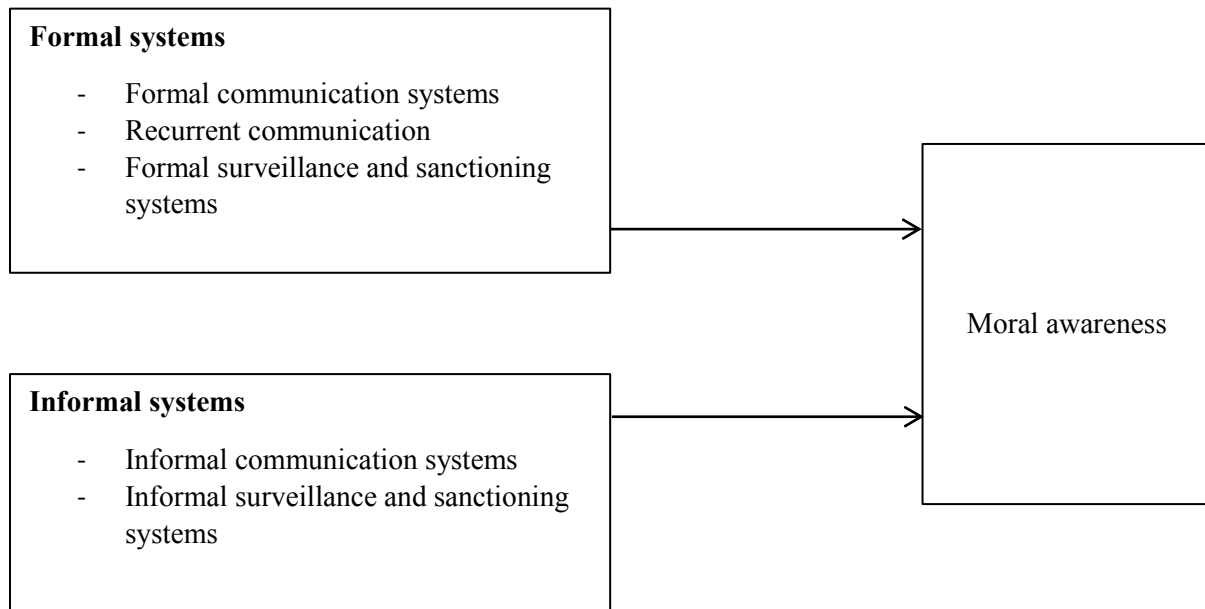 Formal systems
- Formal communication systems
- Recurrent communication
- Formal surveillance and sanctioning
systems
Moral awareness
Informal systems
- Informal communication systems
- Informal surveillance and sanctioning
systems